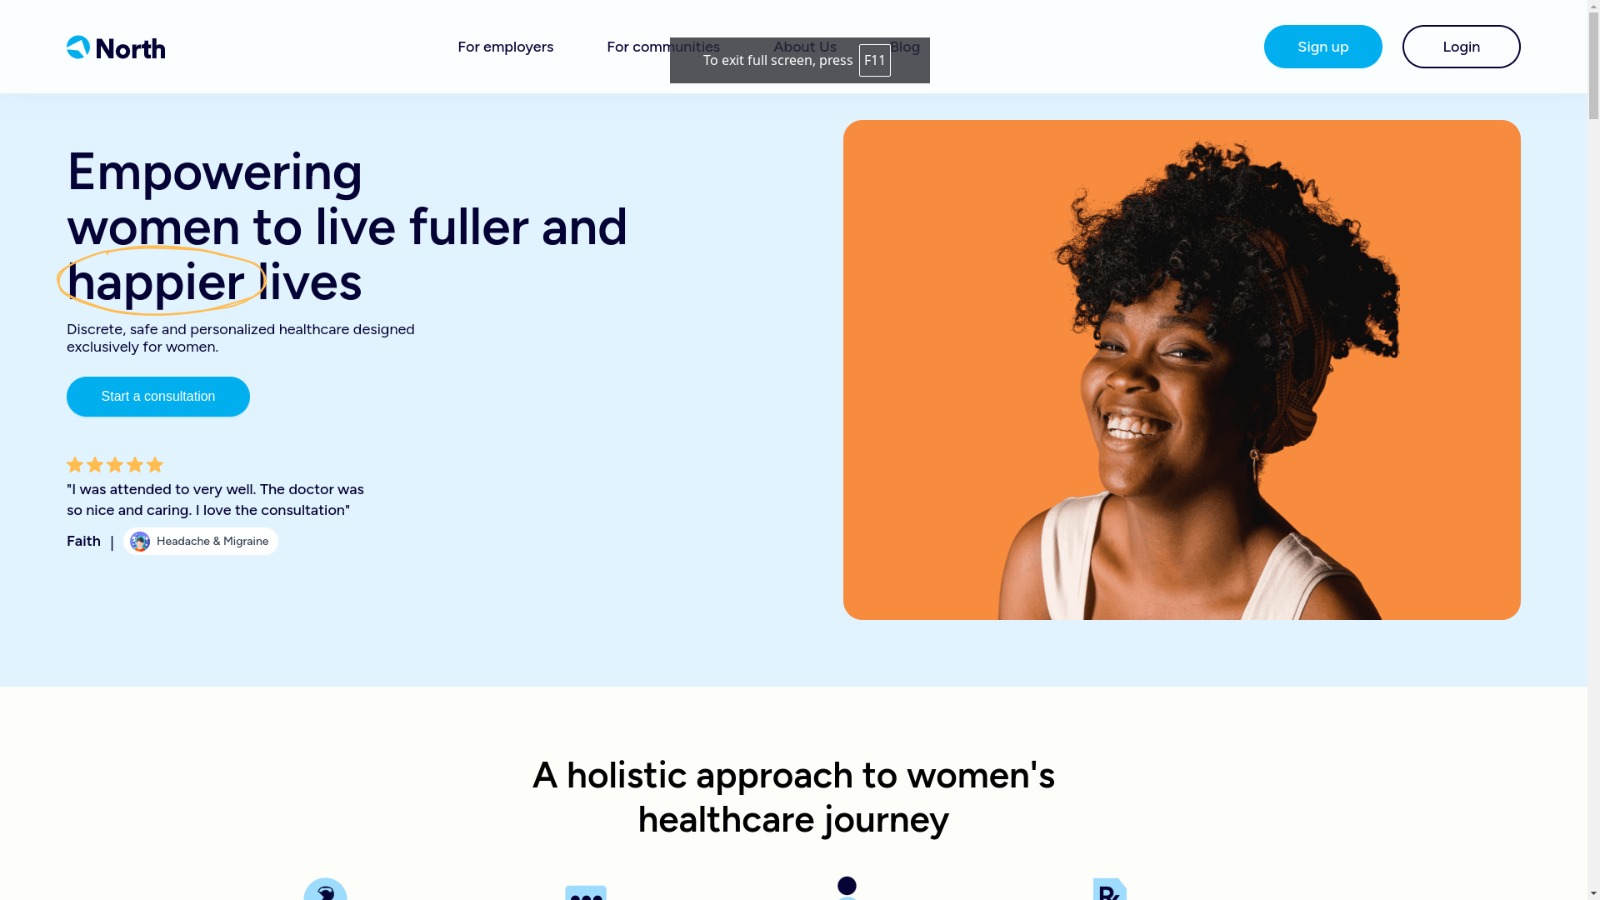 North
For employers
For communities
About Us
Blog
Sign up
Login
To exit full screen, press F11
Empowering
women to live fuller and
happier lives
Discrete, safe and personalized healthcare designed
exclusively for women.
Start a consultation
"I was attended to very well. The doctor was
so nice and caring. I love the consultation"
Faith | Headache & Migraine
A holistic approach to women's
healthcare journey